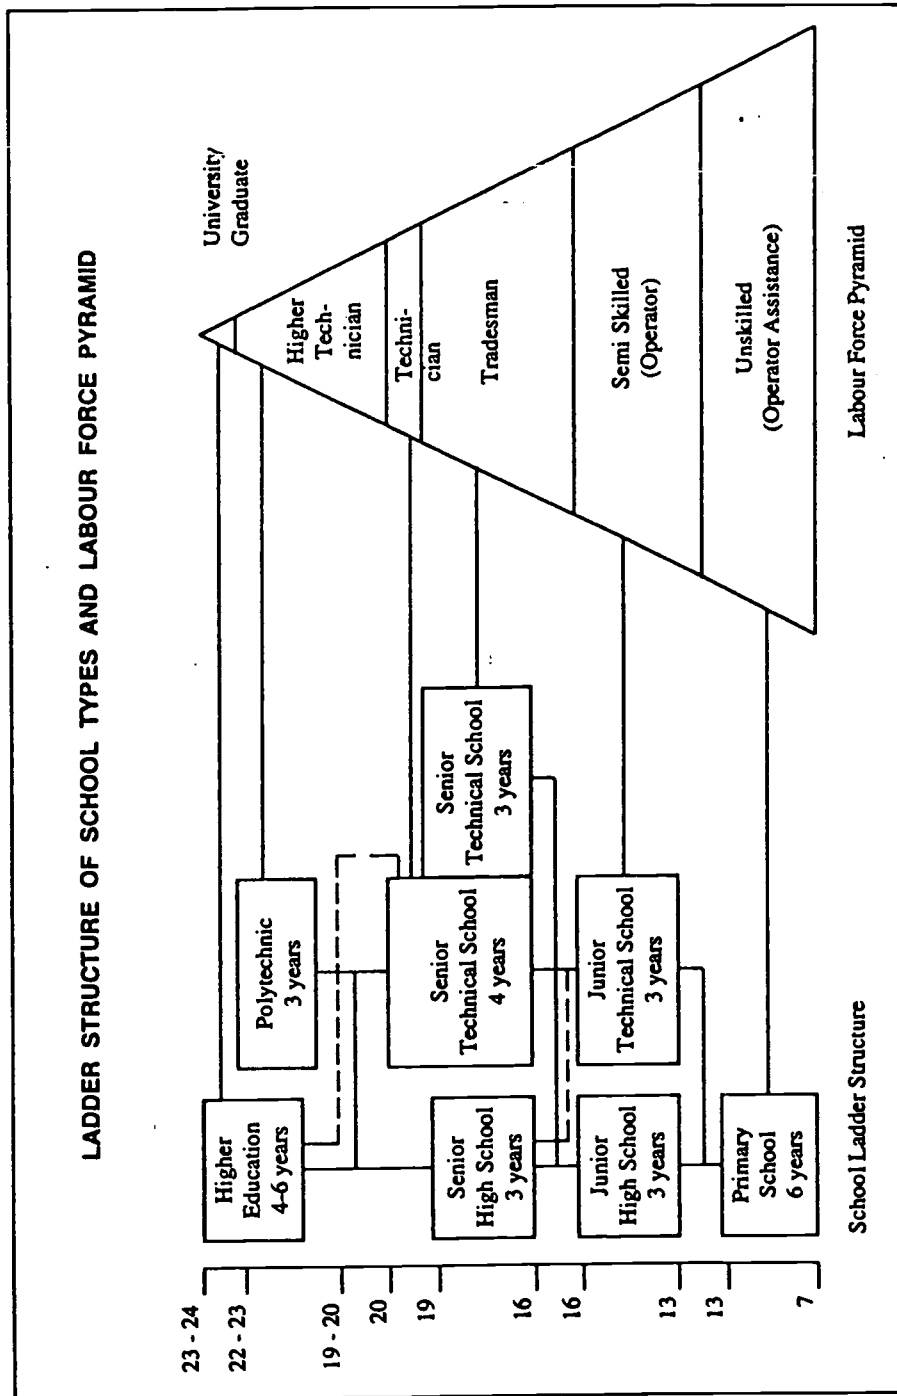 LADDER STRUCTURE OF SCHOOL TYPES AND LABOUR FORCE PYRAMID
23 - 24
22 - 23
19 - 20
20
19
16
16
13
13
7
Higher
Education
4-6 years
Polytechnic
3 years
Senior
High School
3 years
Senior
Technical School
4 years
Senior
Technical School
3 years
Junior
High School
3 years
Junior
Technical School
3 years
Primary
School
6 years
School Ladder Structure
University
Graduate
Higher
Tech-
nician
Techni-
cian
Tradesman
Semi Skilled
(Operator)
Unskilled
(Operator Assistance)
Labour Force Pyramid